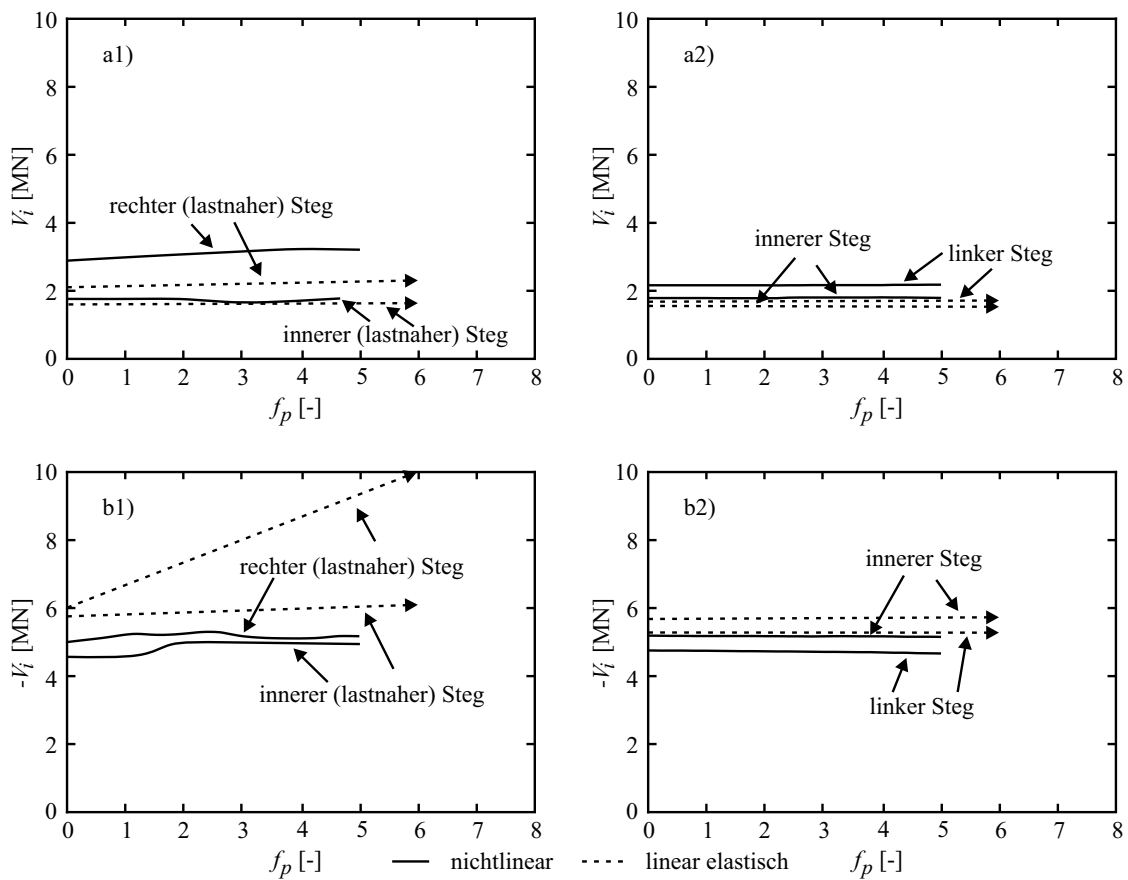 a1)
10
8
6
4
2
0
V_i [MN]
rechter (lastnaher) Steg
innerer (lastnaher) Steg
0 1 2 3 4 5 6 7 8
f_p [-]
a2)
10
8
6
4
2
0
V_i [MN]
innerer Steg
linker Steg
0 1 2 3 4 5 6 7 8
f_p [-]
b1)
10
8
6
4
2
0
-V_i [MN]
rechter (lastnaher) Steg
innerer (lastnaher) Steg
0 1 2 3 4 5 6 7 8
f_p [-]
b2)
10
8
6
4
2
0
-V_i [MN]
innerer Steg
linker Steg
0 1 2 3 4 5 6 7 8
f_p [-]
nichtlinear
linear elastisch